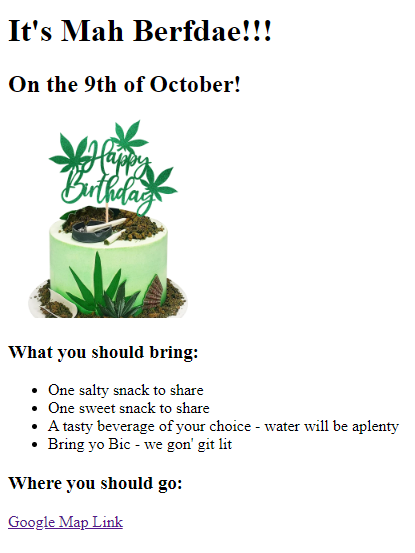 It's Mah Berfdae!!!
On the 9th of October!
Happy
Birthday
What you should bring:
One salty snack to share
One sweet snack to share
A tasty beverage of your choice - water will be aplenty
Bring yo Bic - we gon' git lit
Where you should go:
Google Map Link